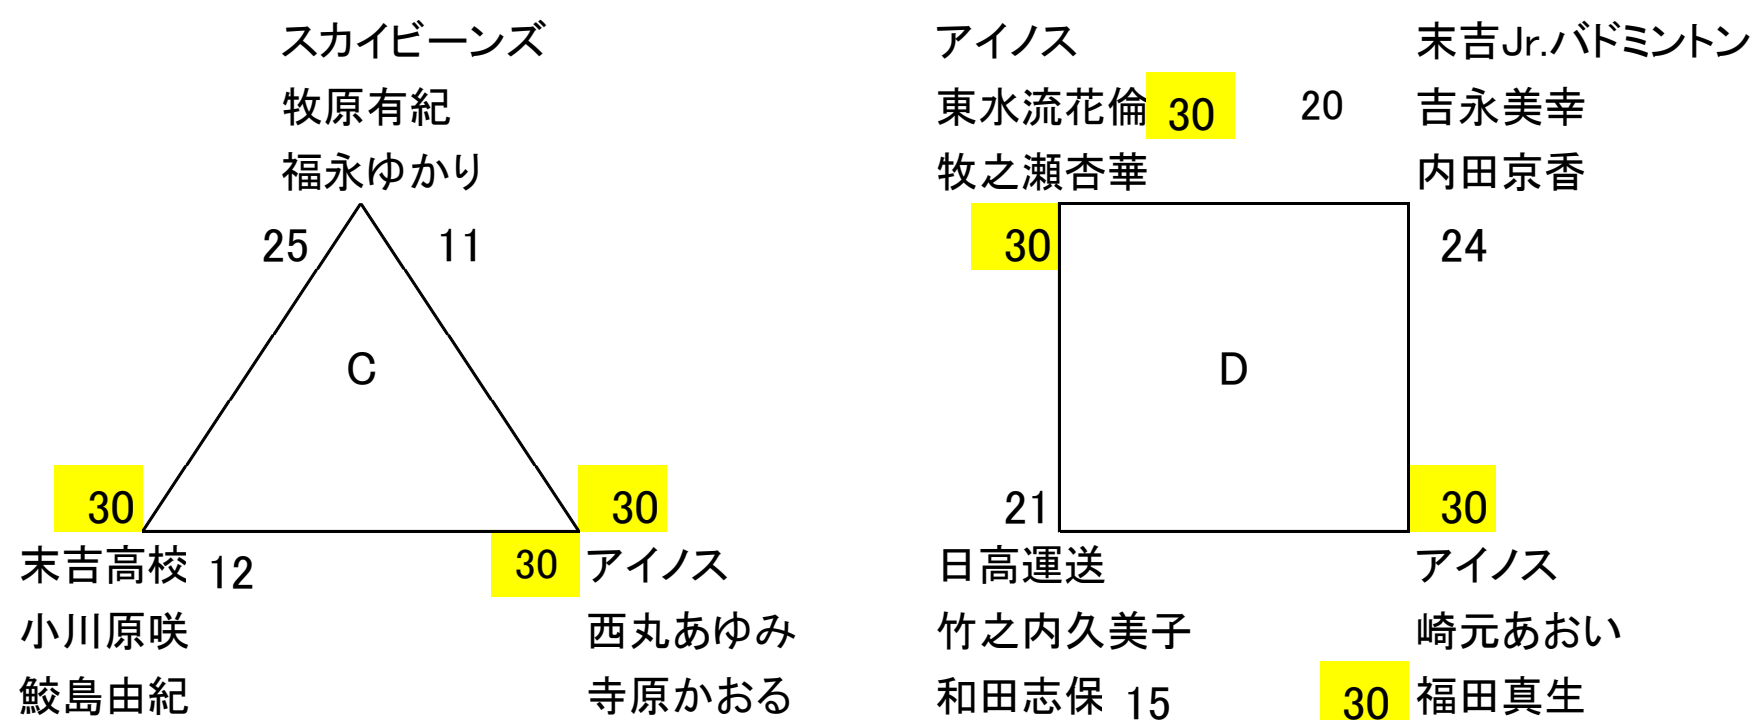 スカイビーンズ
牧原有紀
福永ゆかり
25 11
C
30 30
12 30
末吉高校
小川原咲
鮫島由紀
アイノス
西丸あゆみ
寺原かおる
アイノス
東水流花倫 30
牧之瀬杏華
20
末吉Jr.バドミントン
吉永美幸
内田京香
30 24
D
21 30
日高運送
竹之内久美子
和田志保 15
アイノス
崎元あおい
30 福田真生